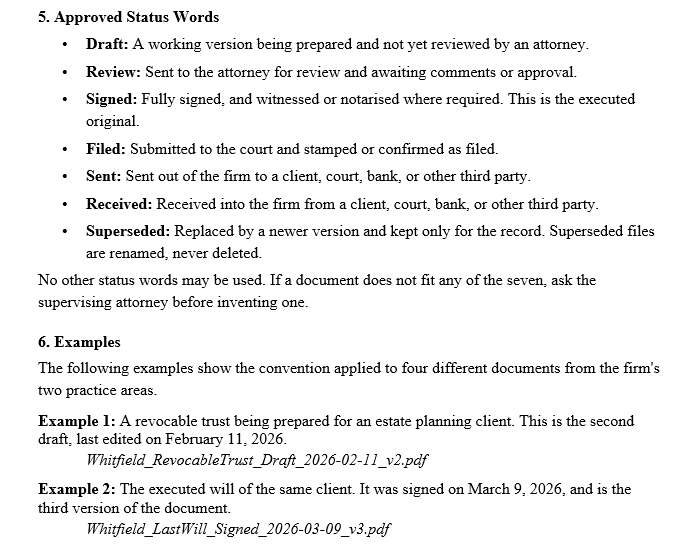 5. Approved Status Words
• Draft: A working version being prepared and not yet reviewed by an attorney.
• Review: Sent to the attorney for review and awaiting comments or approval.
• Signed: Fully signed, and witnessed or notarised where required. This is the executed
original.
• Filed: Submitted to the court and stamped or confirmed as filed.
• Sent: Sent out of the firm to a client, court, bank, or other third party.
• Received: Received into the firm from a client, court, bank, or other third party.
• Superseded: Replaced by a newer version and kept only for the record. Superseded files
are renamed, never deleted.
No other status words may be used. If a document does not fit any of the seven, ask the
supervising attorney before inventing one.
6. Examples
The following examples show the convention applied to four different documents from the firm's
two practice areas.
Example 1: A revocable trust being prepared for an estate planning client. This is the second
draft, last edited on February 11, 2026.
Whitfield_RevocableTrust_Draft_2026-02-11_v2.pdf
Example 2: The executed will of the same client. It was signed on March 9, 2026, and is the
third version of the document.
Whitfield_LastWill_Signed_2026-03-09_v3.pdf